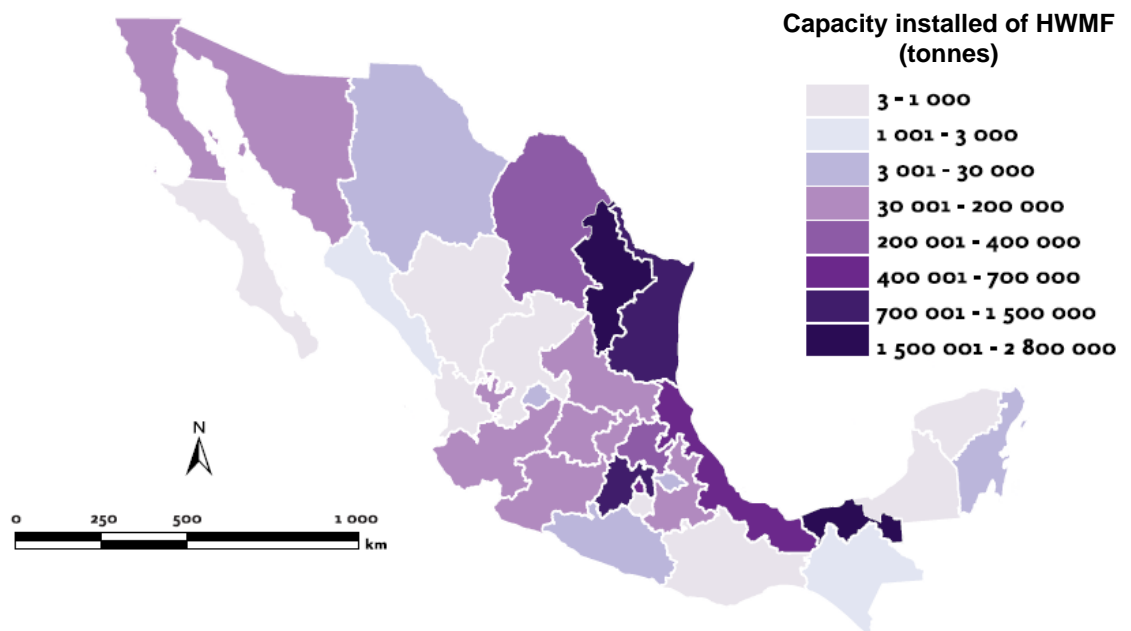 Capacity installed of HWMF
(tonnes)
3 - 1 000
1 001 - 3 000
3 001 - 30 000
30 001 - 200 000
200 001 - 400 000
400 001 - 700 000
700 001 - 1 500 000
1 500 001 - 2 800 000
N
0 250 500 1 000
km